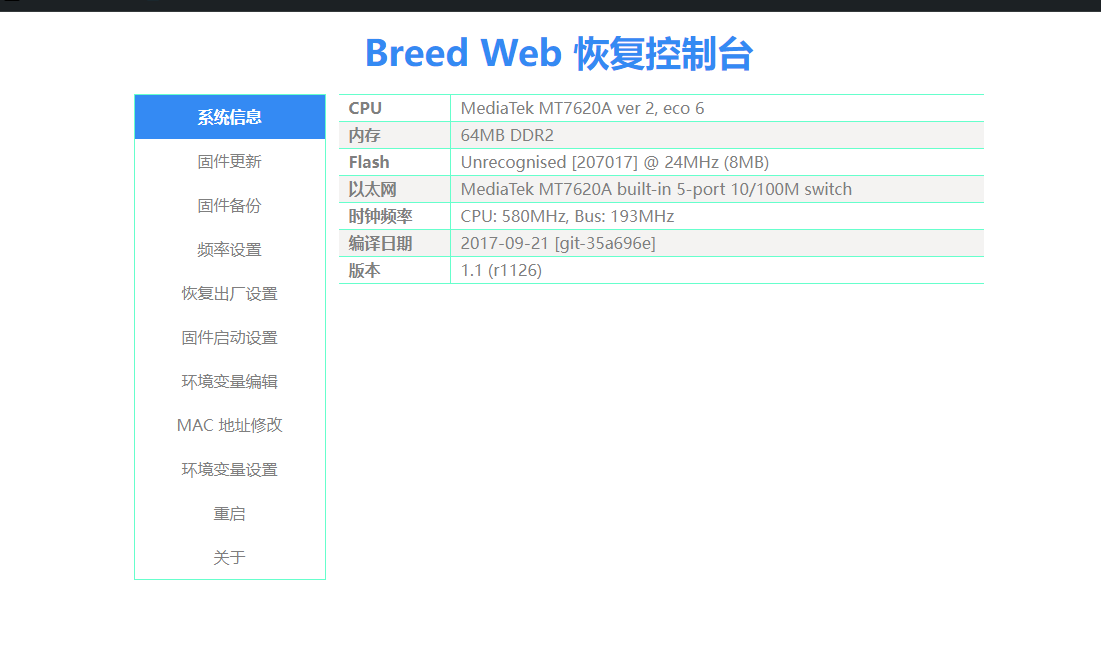 Breed Web 恢复控制台
系统信息
固件更新
固件备份
频率设置
恢复出厂设置
固件启动设置
环境变量编辑
MAC 地址修改
环境变量设置
重启
关于
CPU MediaTek MT7620A ver 2, eco 6
内存 64MB DDR2
Flash Unrecognised [207017] @ 24MHz (8MB)
以太网 MediaTek MT7620A built-in 5-port 10/100M switch
时钟频率 CPU: 580MHz, Bus: 193MHz
编译日期 2017-09-21 [git-35a696e]
版本 1.1 (r1126)